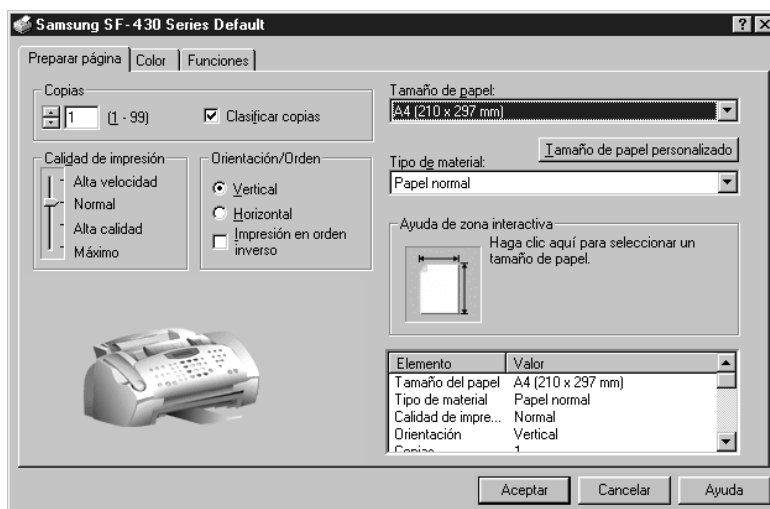 Samsung SF-430 Series Default
Preparar página
Color
Funciones
Copias
1
(1 - 99)
Clasificar copias
Tamaño de papel:
A4 (210 x 297 mm)
Tamaño de papel personalizado
Tipo de material:
Papel normal
Calidad de impresión
Alta velocidad
Normal
Alta calidad
Máximo
Orientación/Orden
Vertical
Horizontal
Impresión en orden
inverso
Ayuda de zona interactiva
Haga clic aquí para seleccionar un
tamaño de papel.
Elemento Valor
Tamaño del papel A4 (210 x 297 mm)
Tipo de material Papel normal
Calidad de impre... Normal
Orientación Vertical
Copias 1
Aceptar
Cancelar
Ayuda